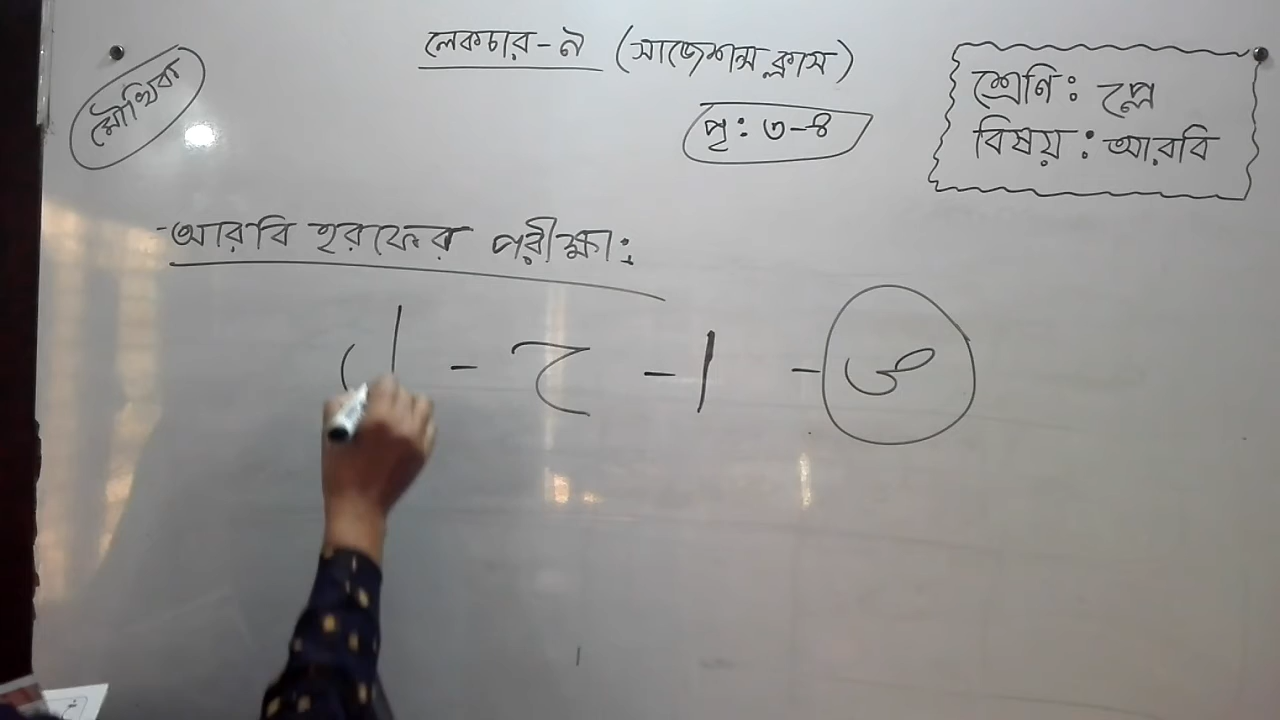 লেকচার-৯ (সাজেশন্স ক্লাস)
মৌখিক
পৃ: ৩-৪
শ্রেণি: প্লে
বিষয়: আরবি
আরবি হরফের পরীক্ষা:
- ح - ا - ও